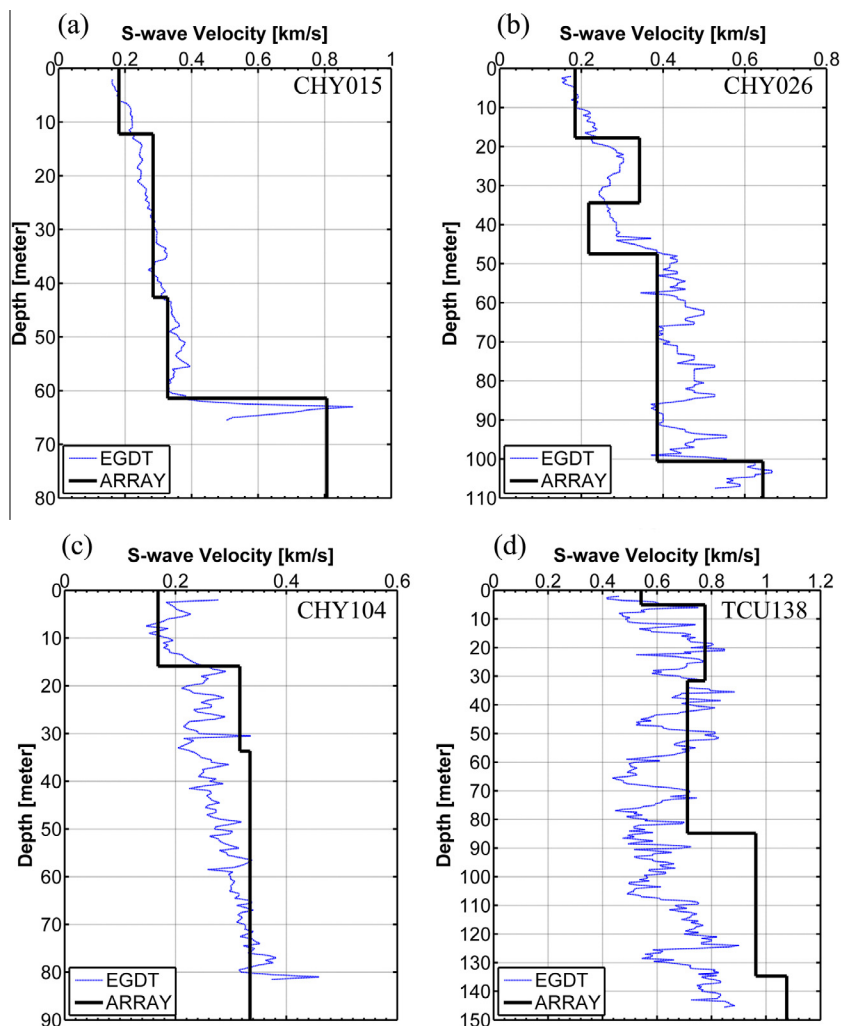 (a)
S-wave Velocity [km/s]
0 0.2 0.4 0.6 0.8 1
CHY015
Depth [meter]
0
10
20
30
40
50
60
70
80
EGDT
ARRAY
(b)
S-wave Velocity [km/s]
0 0.2 0.4 0.6 0.8
CHY026
Depth [meter]
0
10
20
30
40
50
60
70
80
90
100
110
EGDT
ARRAY
(c)
S-wave Velocity [km/s]
0 0.2 0.4 0.6
CHY104
Depth [meter]
0
10
20
30
40
50
60
70
80
90
EGDT
ARRAY
(d)
S-wave Velocity [km/s]
0 0.2 0.4 0.6 0.8 1 1.2
TCU138
Depth [meter]
0
10
20
30
40
50
60
70
80
90
100
110
120
130
140
150
EGDT
ARRAY